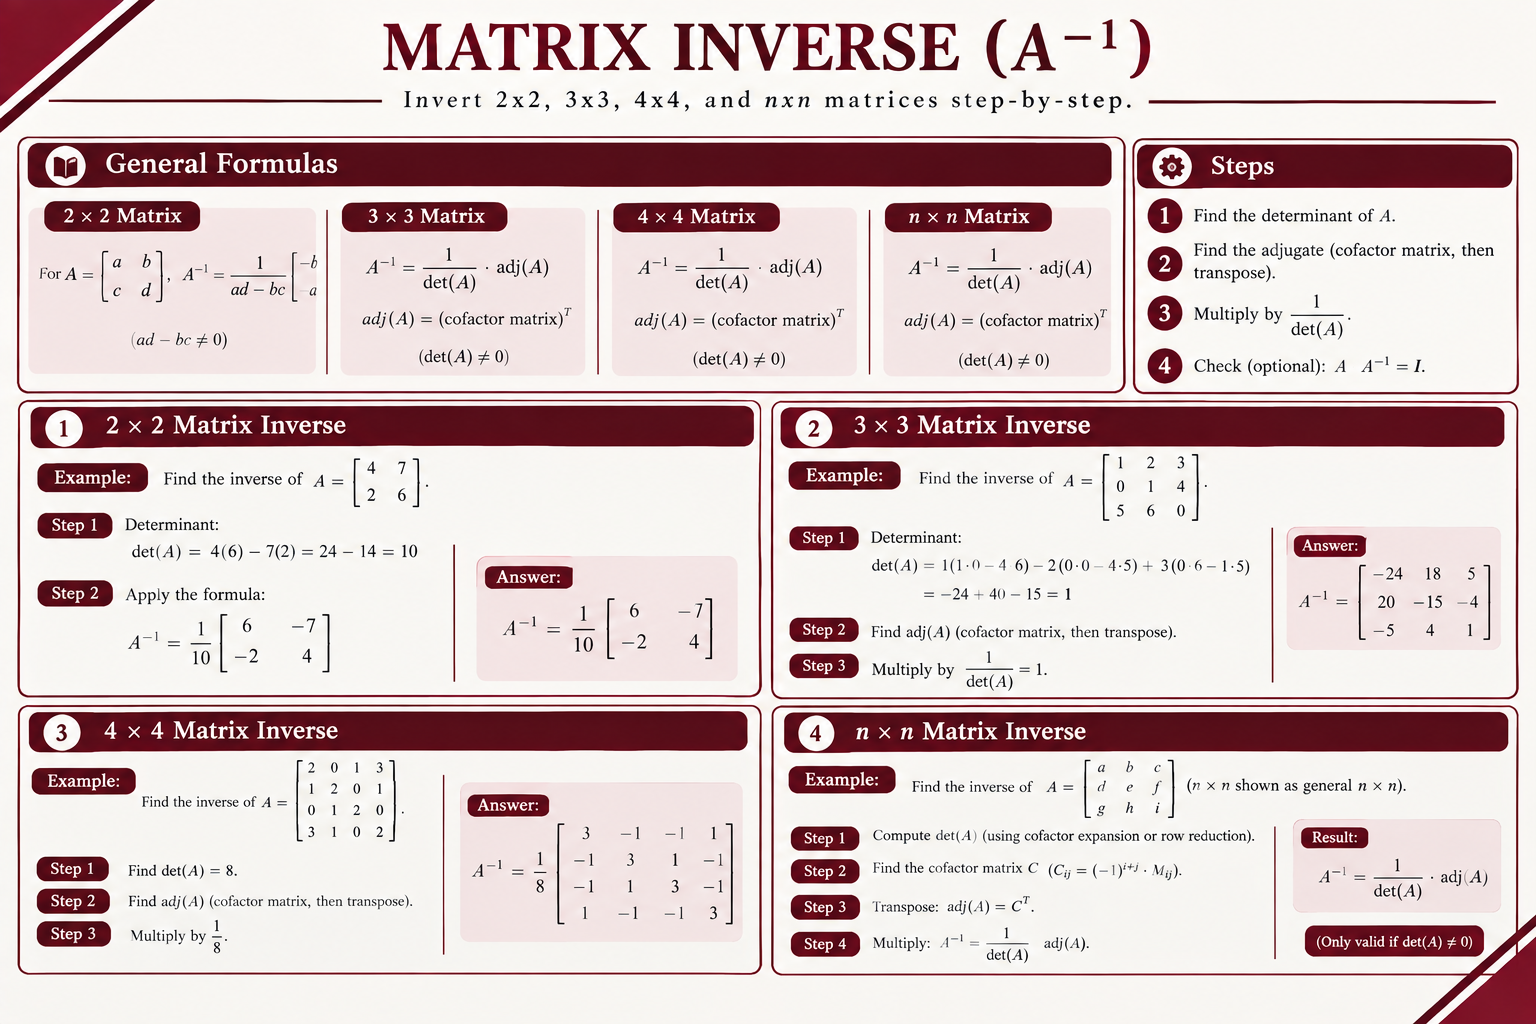 MATRIX INVERSE (A⁻¹)
Invert 2x2, 3x3, 4x4, and nxn matrices step-by-step.
General Formulas
2 × 2 Matrix
For A = [a b; c d], A⁻¹ = 1/(ad − bc) [−b; −a
(ad − bc ≠ 0)
3 × 3 Matrix
A⁻¹ = 1/det(A) · adj(A)
adj(A) = (cofactor matrix)ᵀ
(det(A) ≠ 0)
4 × 4 Matrix
A⁻¹ = 1/det(A) · adj(A)
adj(A) = (cofactor matrix)ᵀ
(det(A) ≠ 0)
n × n Matrix
A⁻¹ = 1/det(A) · adj(A)
adj(A) = (cofactor matrix)ᵀ
(det(A) ≠ 0)
Steps
1 Find the determinant of A.
2 Find the adjugate (cofactor matrix, then
transpose).
3 Multiply by 1/det(A).
4 Check (optional): A A⁻¹ = I.
1 2 × 2 Matrix Inverse
Example: Find the inverse of A = [4 7; 2 6].
Step 1 Determinant:
det(A) = 4(6) − 7(2) = 24 − 14 = 10
Step 2 Apply the formula:
A⁻¹ = 1/10 [6 −7; −2 4]
Answer:
A⁻¹ = 1/10 [6 −7; −2 4]
2 3 × 3 Matrix Inverse
Example: Find the inverse of A = [1 2 3; 0 1 4; 5 6 0].
Step 1 Determinant:
det(A) = 1(1·0 − 4 6) − 2(0·0 − 4·5) + 3(0·6 − 1·5)
= −24 + 40 − 15 = 1
Step 2 Find adj(A) (cofactor matrix, then transpose).
Step 3 Multiply by 1/det(A) = 1.
Answer:
A⁻¹ = [−24 18 5; 20 −15 −4; −5 4 1]
3 4 × 4 Matrix Inverse
Example:
Find the inverse of A = [2 0 1 3; 1 2 0 1; 0 1 2 0; 3 1 0 2].
Step 1 Find det(A) = 8.
Step 2 Find adj(A) (cofactor matrix, then transpose).
Step 3 Multiply by 1/8.
Answer:
A⁻¹ = 1/8 [3 −1 −1 1; −1 3 1 −1; −1 1 3 −1; 1 −1 −1 3]
4 n × n Matrix Inverse
Example: Find the inverse of A = [a b c; d e f; g h i] (n × n shown as general n × n).
Step 1 Compute det(A) (using cofactor expansion or row reduction).
Step 2 Find the cofactor matrix C (Cᵢⱼ = (−1)ⁱ⁺ʲ · Mᵢⱼ).
Step 3 Transpose: adj(A) = Cᵀ.
Step 4 Multiply: A⁻¹ = 1/det(A) adj(A).
Result:
A⁻¹ = 1/det(A) · adj(A)
(Only valid if det(A) ≠ 0)